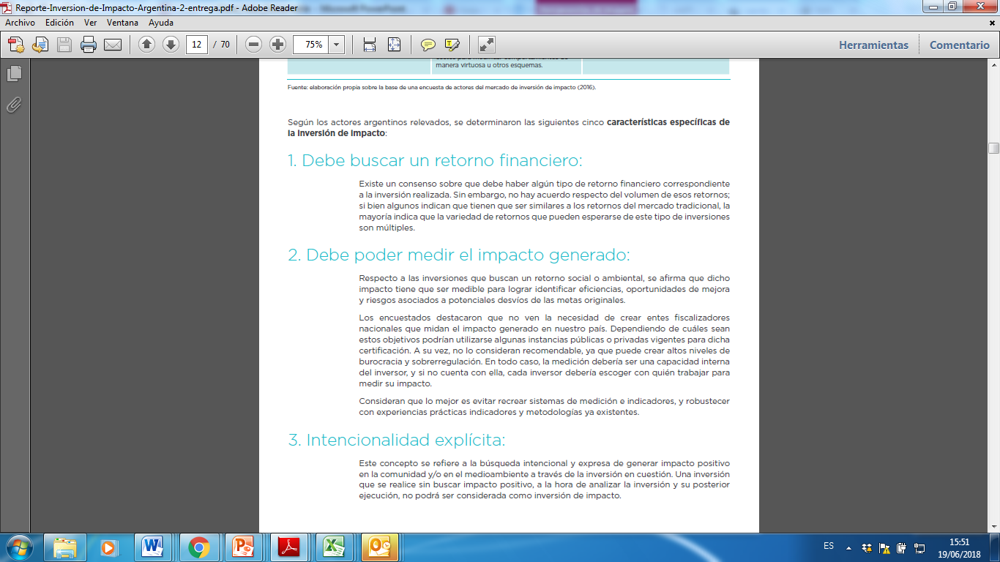 Reporte-Inversion-de-Impacto-Argentina-2-entrega.pdf - Adobe Reader
Archivo Edición Ver Ventana Ayuda
12 / 70 75% Herramientas Comentario
manera virtuosa u otros esquemas.
Fuente: elaboración propia sobre la base de una encuesta de actores del mercado de inversión de impacto (2016).
Según los actores argentinos relevados, se determinaron las siguientes cinco características específicas de
la inversión de impacto:
1. Debe buscar un retorno financiero:
Existe un consenso sobre que debe haber algún tipo de retorno financiero correspondiente
a la inversión realizada. Sin embargo, no hay acuerdo respecto del volumen de esos retornos;
si bien algunos indican que tienen que ser similares a los retornos del mercado tradicional, la
mayoría indica que la variedad de retornos que pueden esperarse de este tipo de inversiones
son múltiples.
2. Debe poder medir el impacto generado:
Respecto a las inversiones que buscan un retorno social o ambiental, se afirma que dicho
impacto tiene que ser medible para lograr identificar eficiencias, oportunidades de mejora
y riesgos asociados a potenciales desvíos de las metas originales.
Los encuestados destacaron que no ven la necesidad de crear entes fiscalizadores
nacionales que midan el impacto generado en nuestro país. Dependiendo de cuáles sean
estos objetivos podrían utilizarse algunas instancias públicas o privadas vigentes para dicha
certificación. A su vez, no lo consideran recomendable, ya que puede crear altos niveles de
burocracia y sobrerregulación. En todo caso, la medición debería ser una capacidad interna
del inversor, y si no cuenta con ella, cada inversor debería escoger con quién trabajar para
medir su impacto.
Consideran que lo mejor es evitar recrear sistemas de medición e indicadores, y robustecer
con experiencias prácticas indicadores y metodologías ya existentes.
3. Intencionalidad explícita:
Este concepto se refiere a la búsqueda intencional y expresa de generar impacto positivo
en la comunidad y/o en el medioambiente a través de la inversión en cuestión. Una inversión
que se realice sin buscar impacto positivo, a la hora de analizar la inversión y su posterior
ejecución, no podrá ser considerada como inversión de impacto.
ES
15:51
19/06/2018